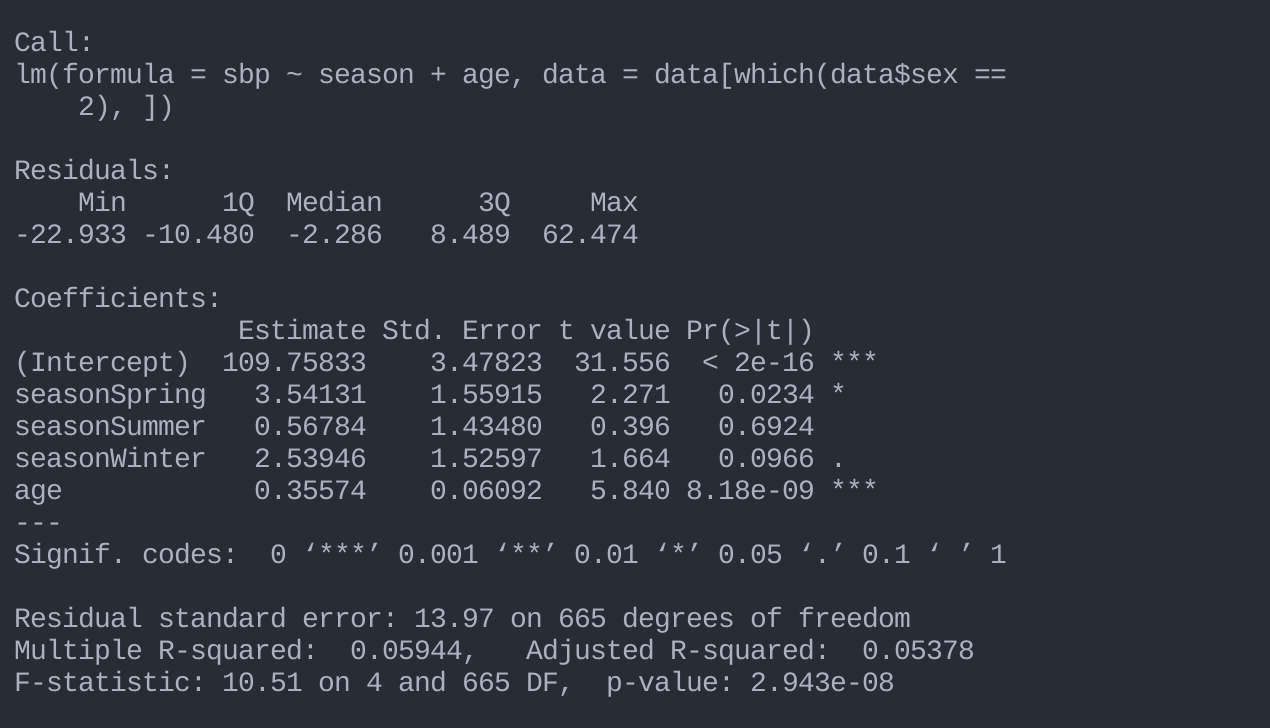 Call:
lm(formula = sbp ~ season + age, data = data[which(data$sex ==
    2), ])

Residuals:
    Min      1Q  Median      3Q     Max
-22.933 -10.480  -2.286   8.489  62.474

Coefficients:
              Estimate Std. Error t value Pr(>|t|)
(Intercept)  109.75833    3.47823  31.556  < 2e-16 ***
seasonSpring   3.54131    1.55915   2.271   0.0234 *
seasonSummer   0.56784    1.43480   0.396   0.6924
seasonWinter   2.53946    1.52597   1.664   0.0966 .
age            0.35574    0.06092   5.840 8.18e-09 ***
---
Signif. codes:  0 ‘***’ 0.001 ‘**’ 0.01 ‘*’ 0.05 ‘.’ 0.1 ‘ ’ 1

Residual standard error: 13.97 on 665 degrees of freedom
Multiple R-squared:  0.05944,   Adjusted R-squared:  0.05378
F-statistic: 10.51 on 4 and 665 DF,  p-value: 2.943e-08